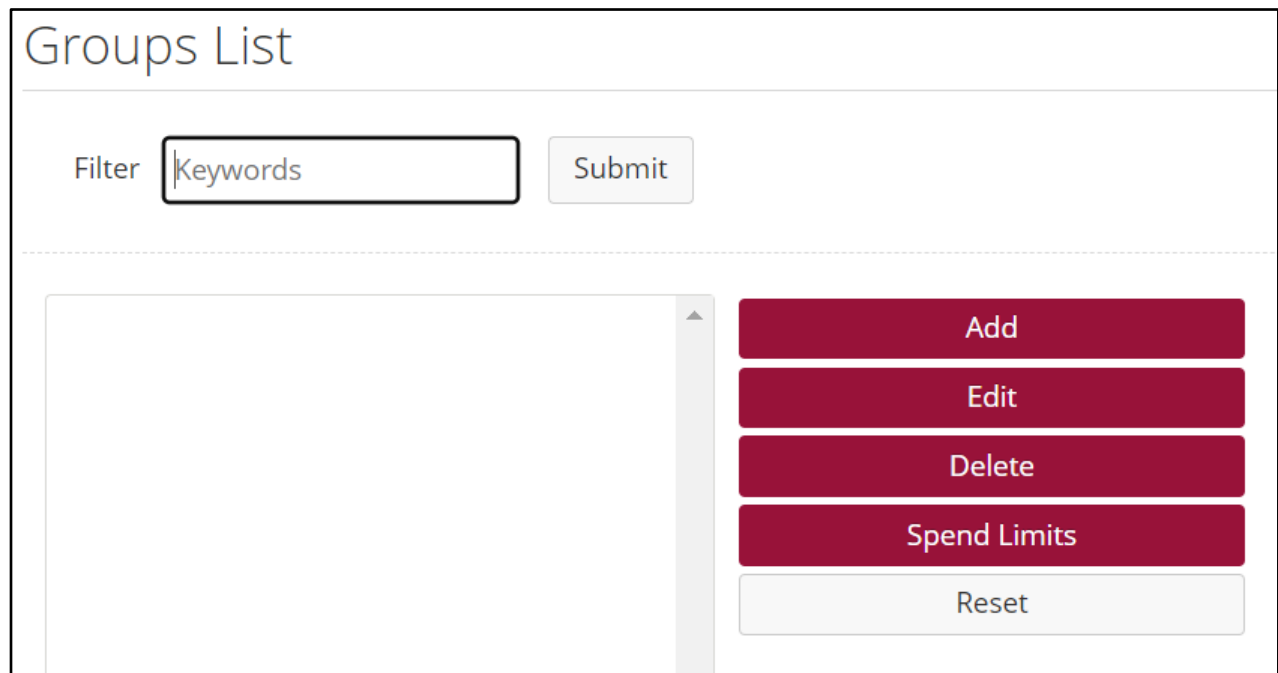 Groups List
Filter Keywords Submit
Add
Edit
Delete
Spend Limits
Reset